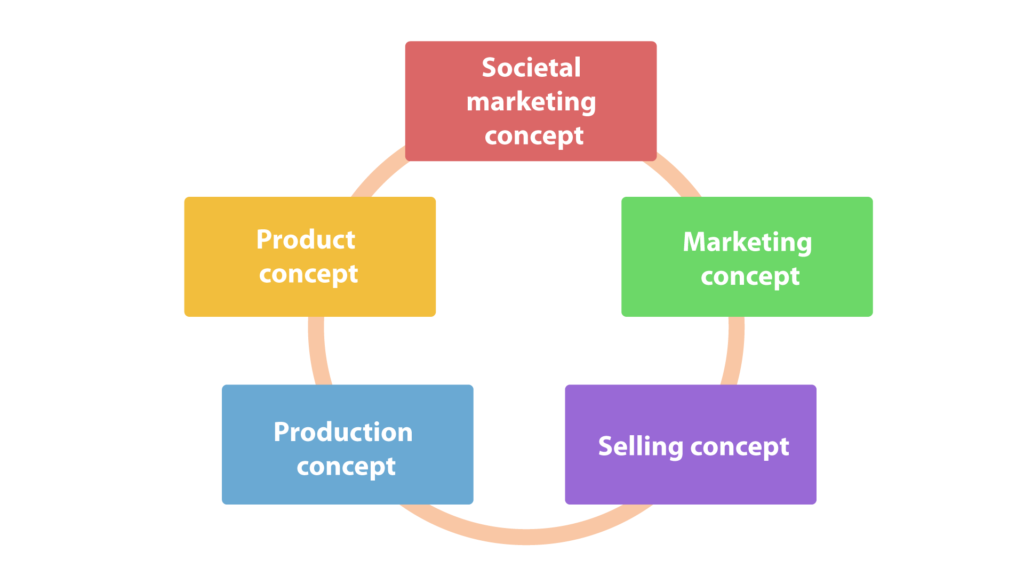 Societal
marketing
concept
Product
concept
Marketing
concept
Production
concept
Selling concept